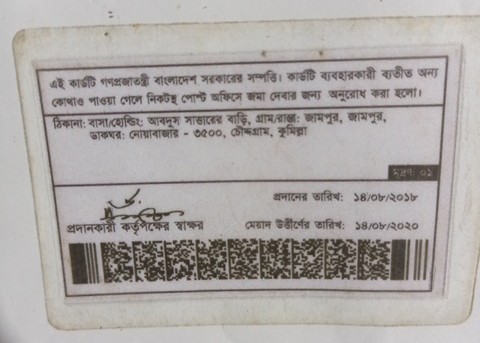 এই কার্ডটি গণপ্রজাতন্ত্রী বাংলাদেশ সরকারের সম্পত্তি। কার্ডটি ব্যবহারকারী ব্যতীত অন্য
কোথাও পাওয়া গেলে নিকটস্থ পোস্ট অফিসে জমা দেবার জন্য অনুরোধ করা হলো।
ঠিকানা: বাসা/হোল্ডিং: আবদুস সাত্তারের বাড়ি, গ্রাম/রাস্তা: জামপুর, জামপুর,
ডাকঘর: নোয়াবাজার - ৩৫০০, চৌদ্দগ্রাম, কুমিল্লা
মুদ্রণ: ০১
প্রদানের তারিখ: ১৪/০৮/২০১৮
প্রদানকারী কর্তৃপক্ষের স্বাক্ষর
মেয়াদ উত্তীর্ণের তারিখ: ১৪/০৮/২০২০